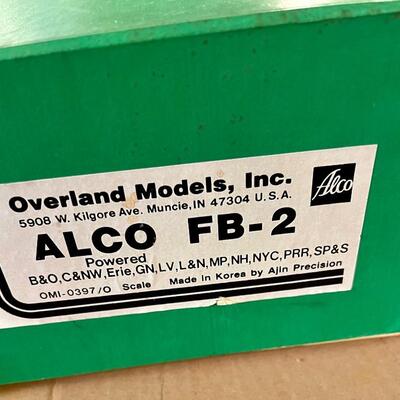 Overland Models, Inc.
5908 W. Kilgore Ave. Muncie, IN 47304 U.S.A.
Alco
ALCO FB-2
Powered
B&O,C&NW,Erie,GN,LV,L&N,MP,NH,NYC,PRR,SP&S
OMI-0397/O Scale Made in Korea by Ajin Precision